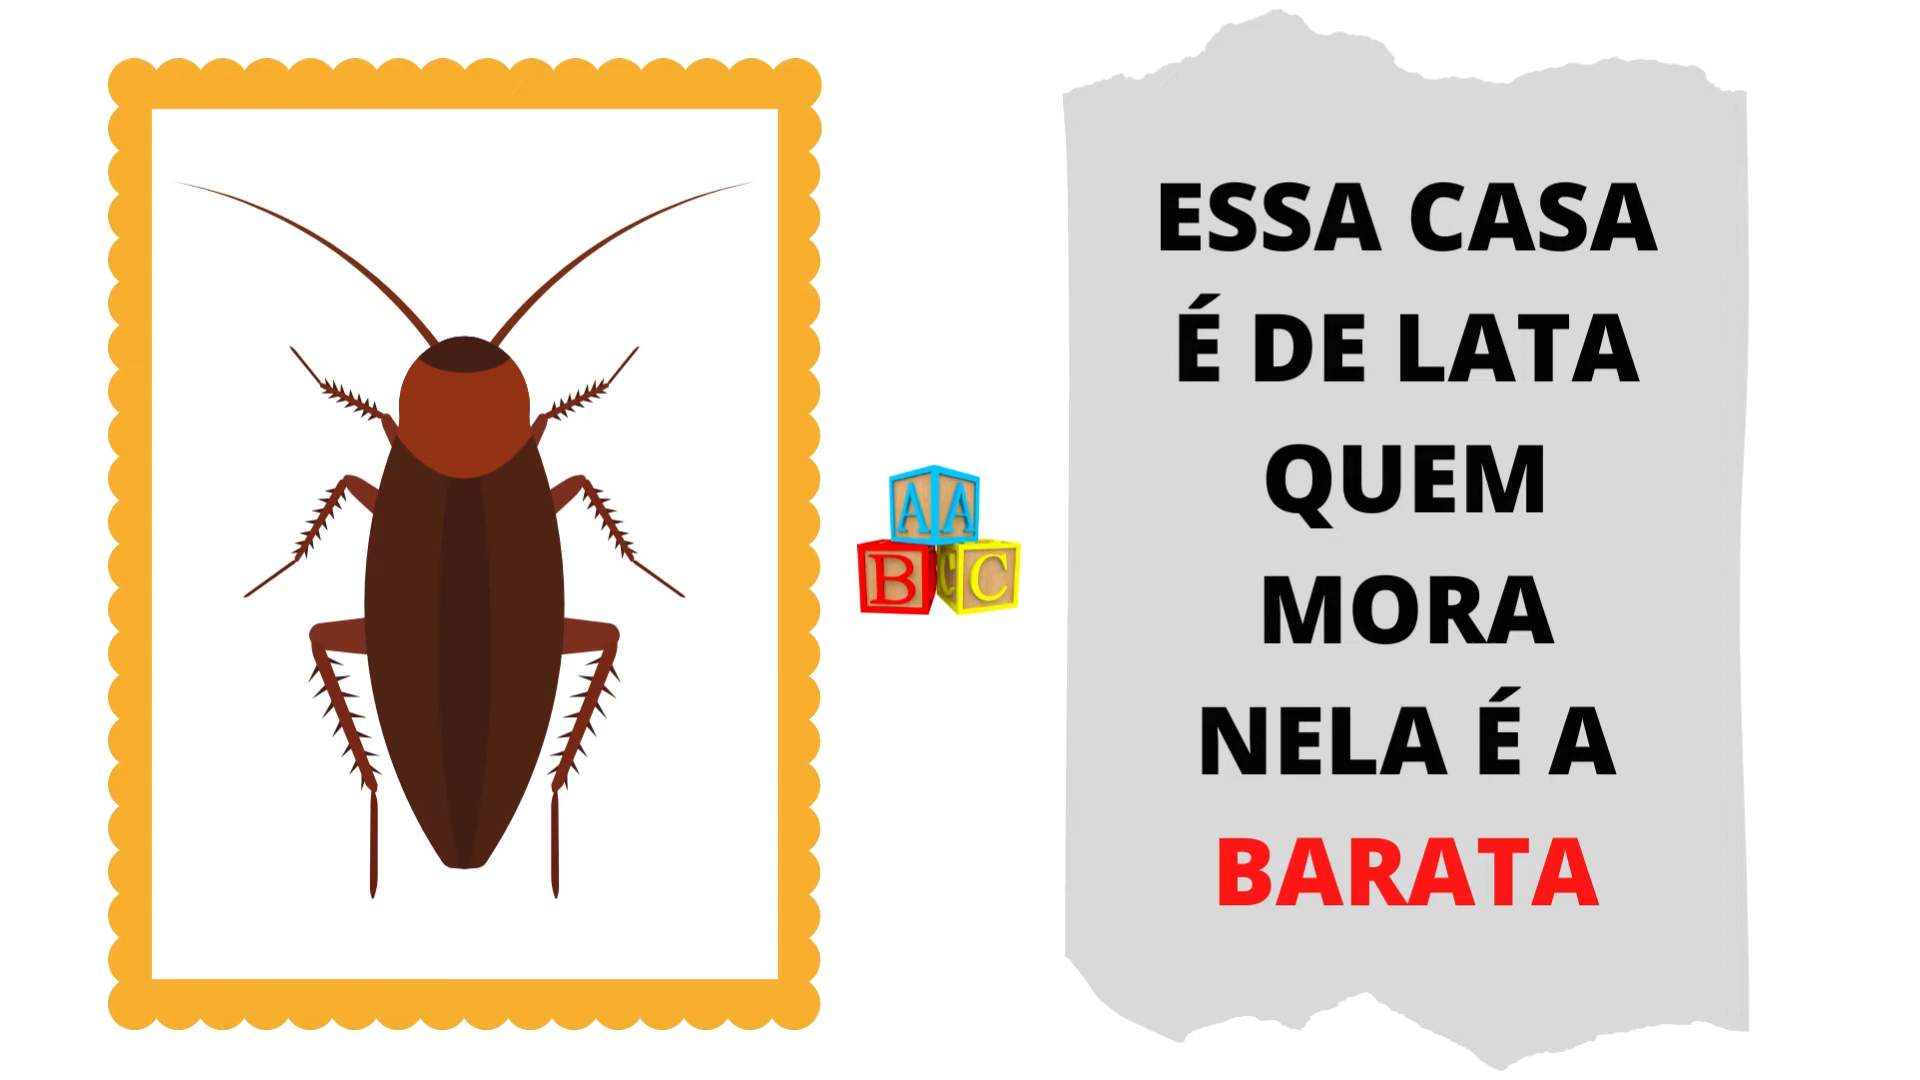 A A
B C C
ESSA CASA
É DE LATA
QUEM
MORA
NELA É A
BARATA